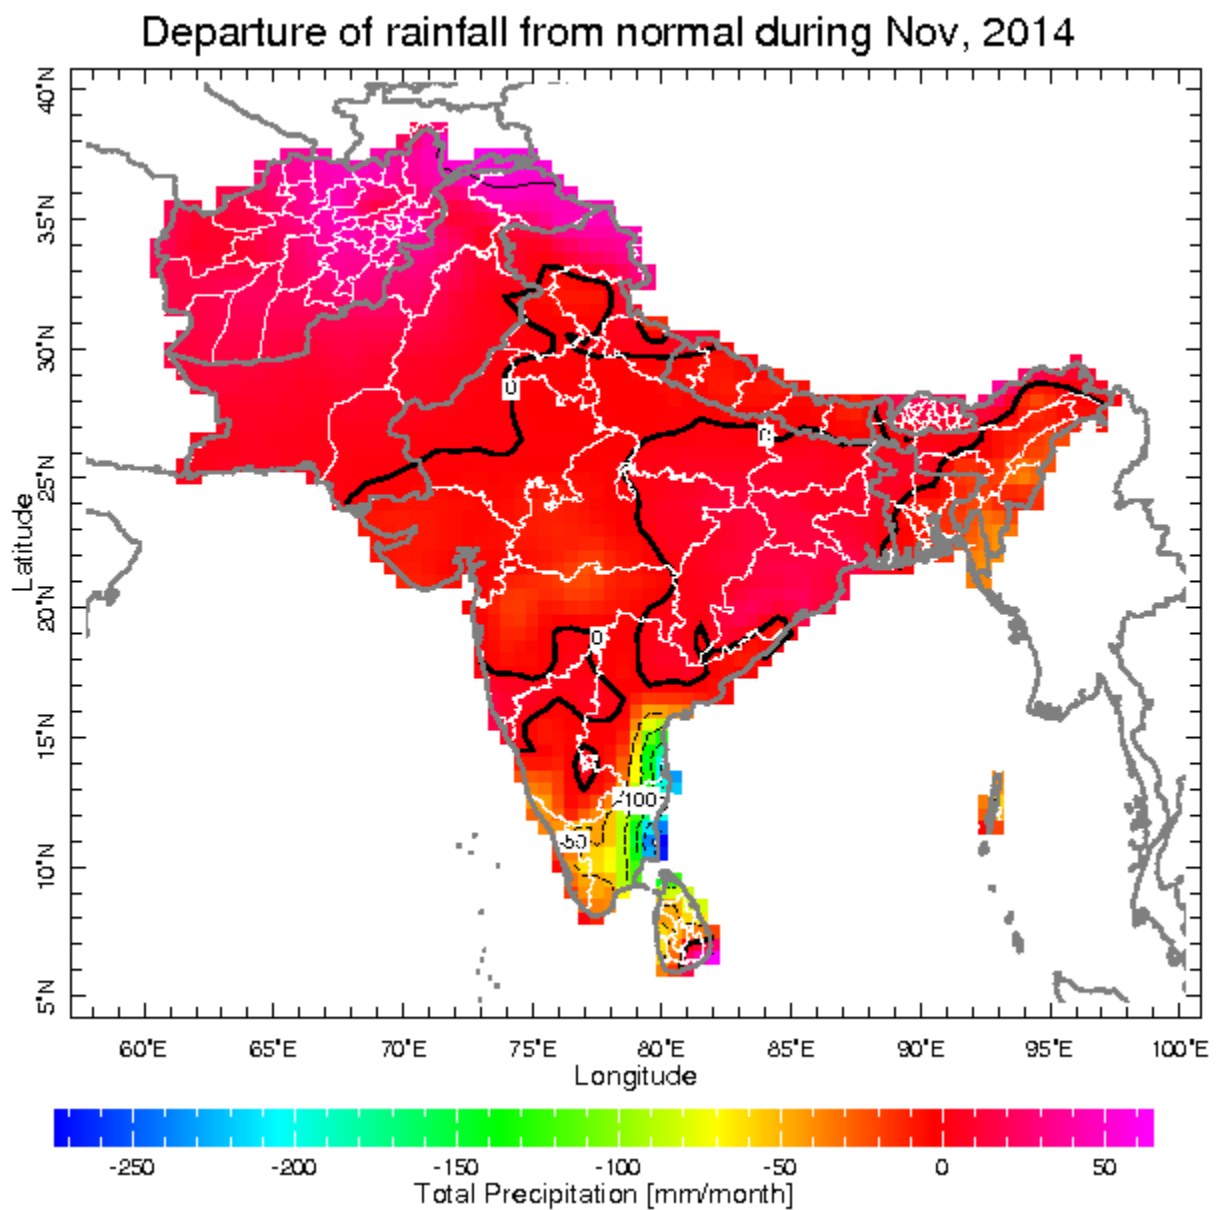 Departure of rainfall from normal during Nov, 2014
40°N
35°N
30°N
25°N
20°N
15°N
10°N
5°N
Latitude
0
0
0
-100
-50
60°E 65°E 70°E 75°E 80°E 85°E 90°E 95°E 100°E
Longitude
-250 -200 -150 -100 -50 0 50
Total Precipitation [mm/month]